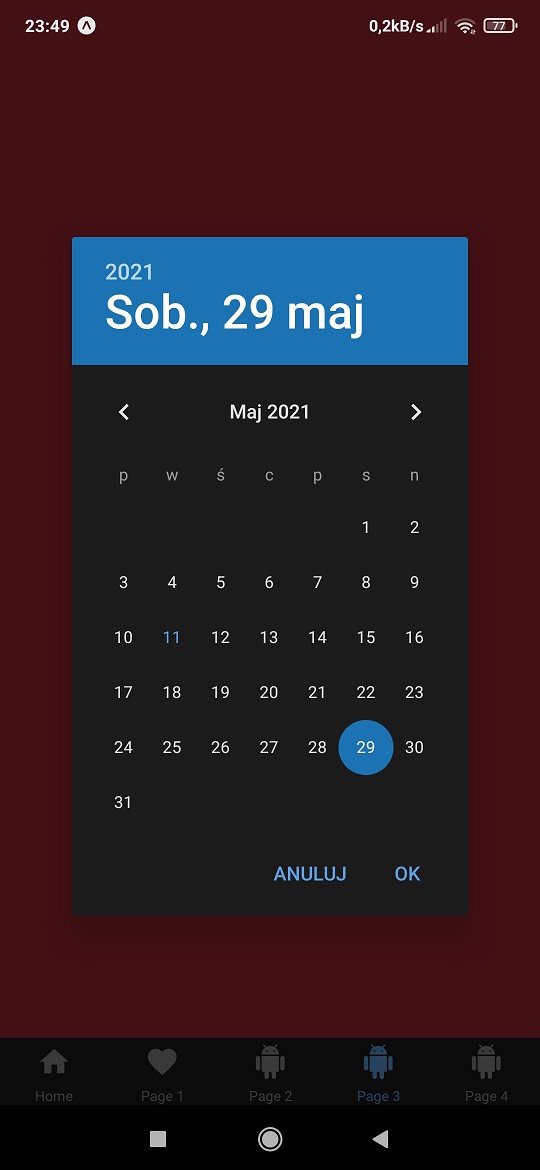 23:49 0,2kB/s 77
2021
Sob., 29 maj
Maj 2021
p w ś c p s n
1 2
3 4 5 6 7 8 9
10 11 12 13 14 15 16
17 18 19 20 21 22 23
24 25 26 27 28 29 30
31
ANULUJ OK
Home Page 1 Page 2 Page 3 Page 4